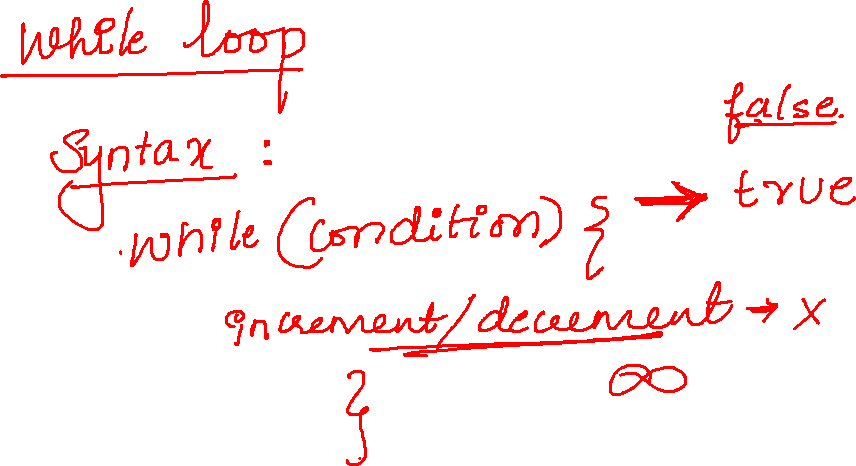 while loop
Syntax :
false.
while (condition) { → true
increment/decrement → x
} ∞